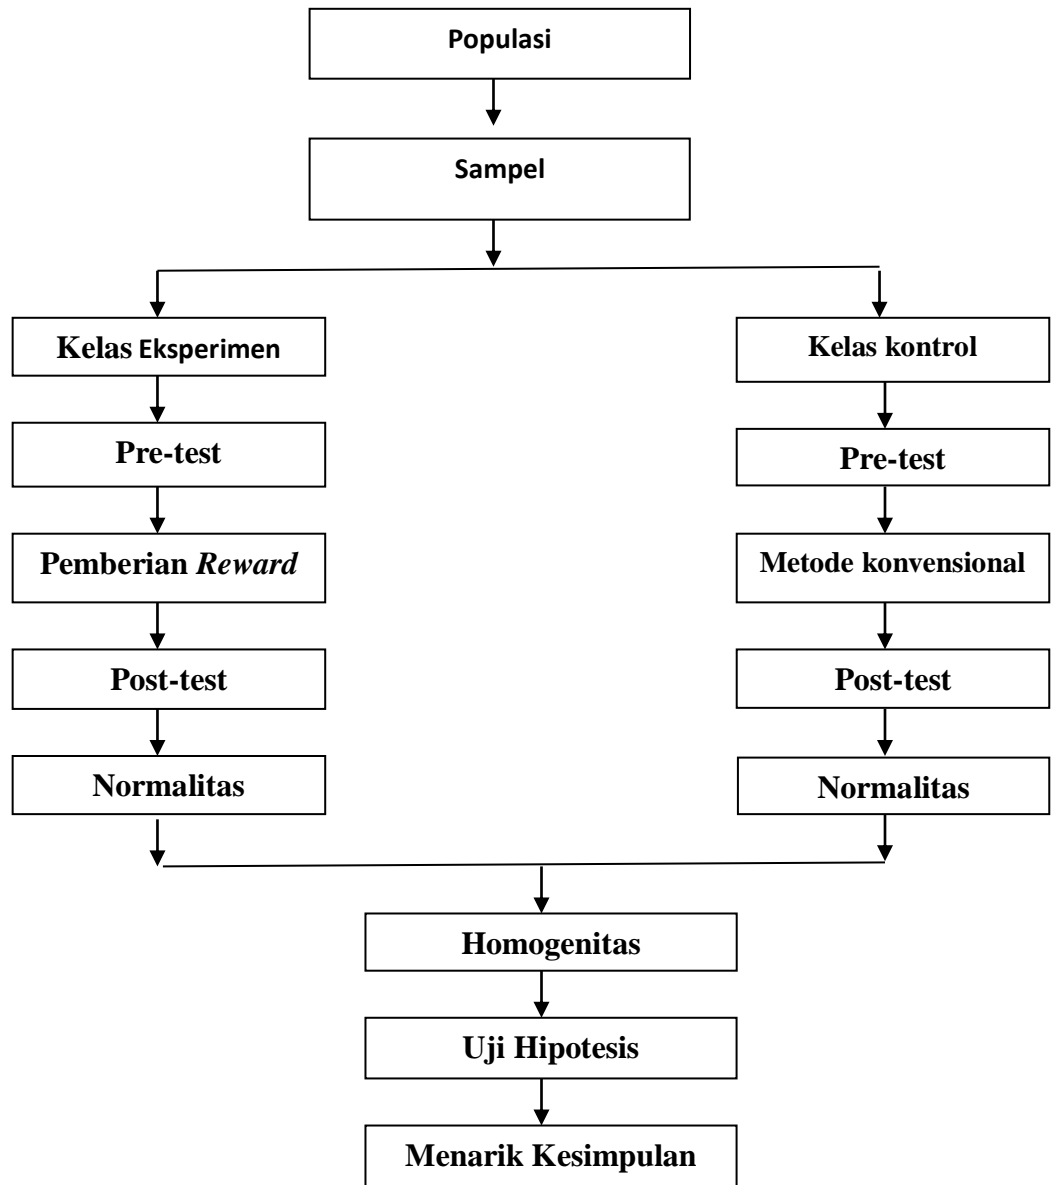 Populasi
Sampel
Kelas Eksperimen
Pre-test
Pemberian Reward
Post-test
Normalitas
Kelas kontrol
Pre-test
Metode konvensional
Post-test
Normalitas
Homogenitas
Uji Hipotesis
Menarik Kesimpulan